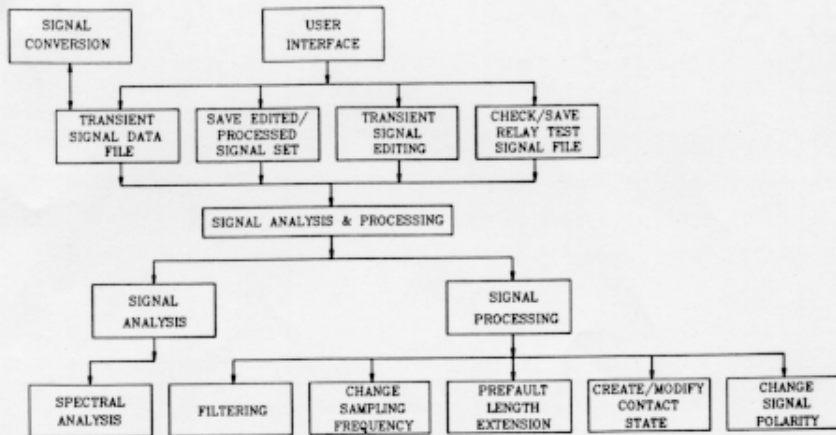 SIGNAL
CONVERSION
USER
INTERFACE
TRANSIENT
SIGNAL DATA
FILE
SAVE EDITED/
PROCESSED
SIGNAL SET
TRANSIENT
SIGNAL
EDITING
CHECK/SAVE
RELAY TEST
SIGNAL FILE
SIGNAL ANALYSIS & PROCESSING
SIGNAL
ANALYSIS
SIGNAL
PROCESSING
SPECTRAL
ANALYSIS
FILTERING
CHANGE
SAMPLING
FREQUENCY
PREFAULT
LENGTH
EXTENSION
CREATE/MODIFY
CONTACT
STATE
CHANGE
SIGNAL
POLARITY